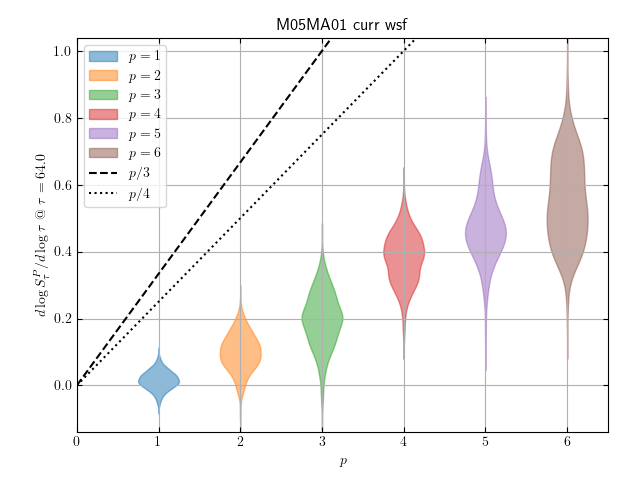 M05MA01 curr wsf
d log S_τ^P / d log τ @ τ = 64.0
1.0
0.8
0.6
0.4
0.2
0.0
p = 1
p = 2
p = 3
p = 4
p = 5
p = 6
p/3
p/4
0 1 2 3 4 5 6
p